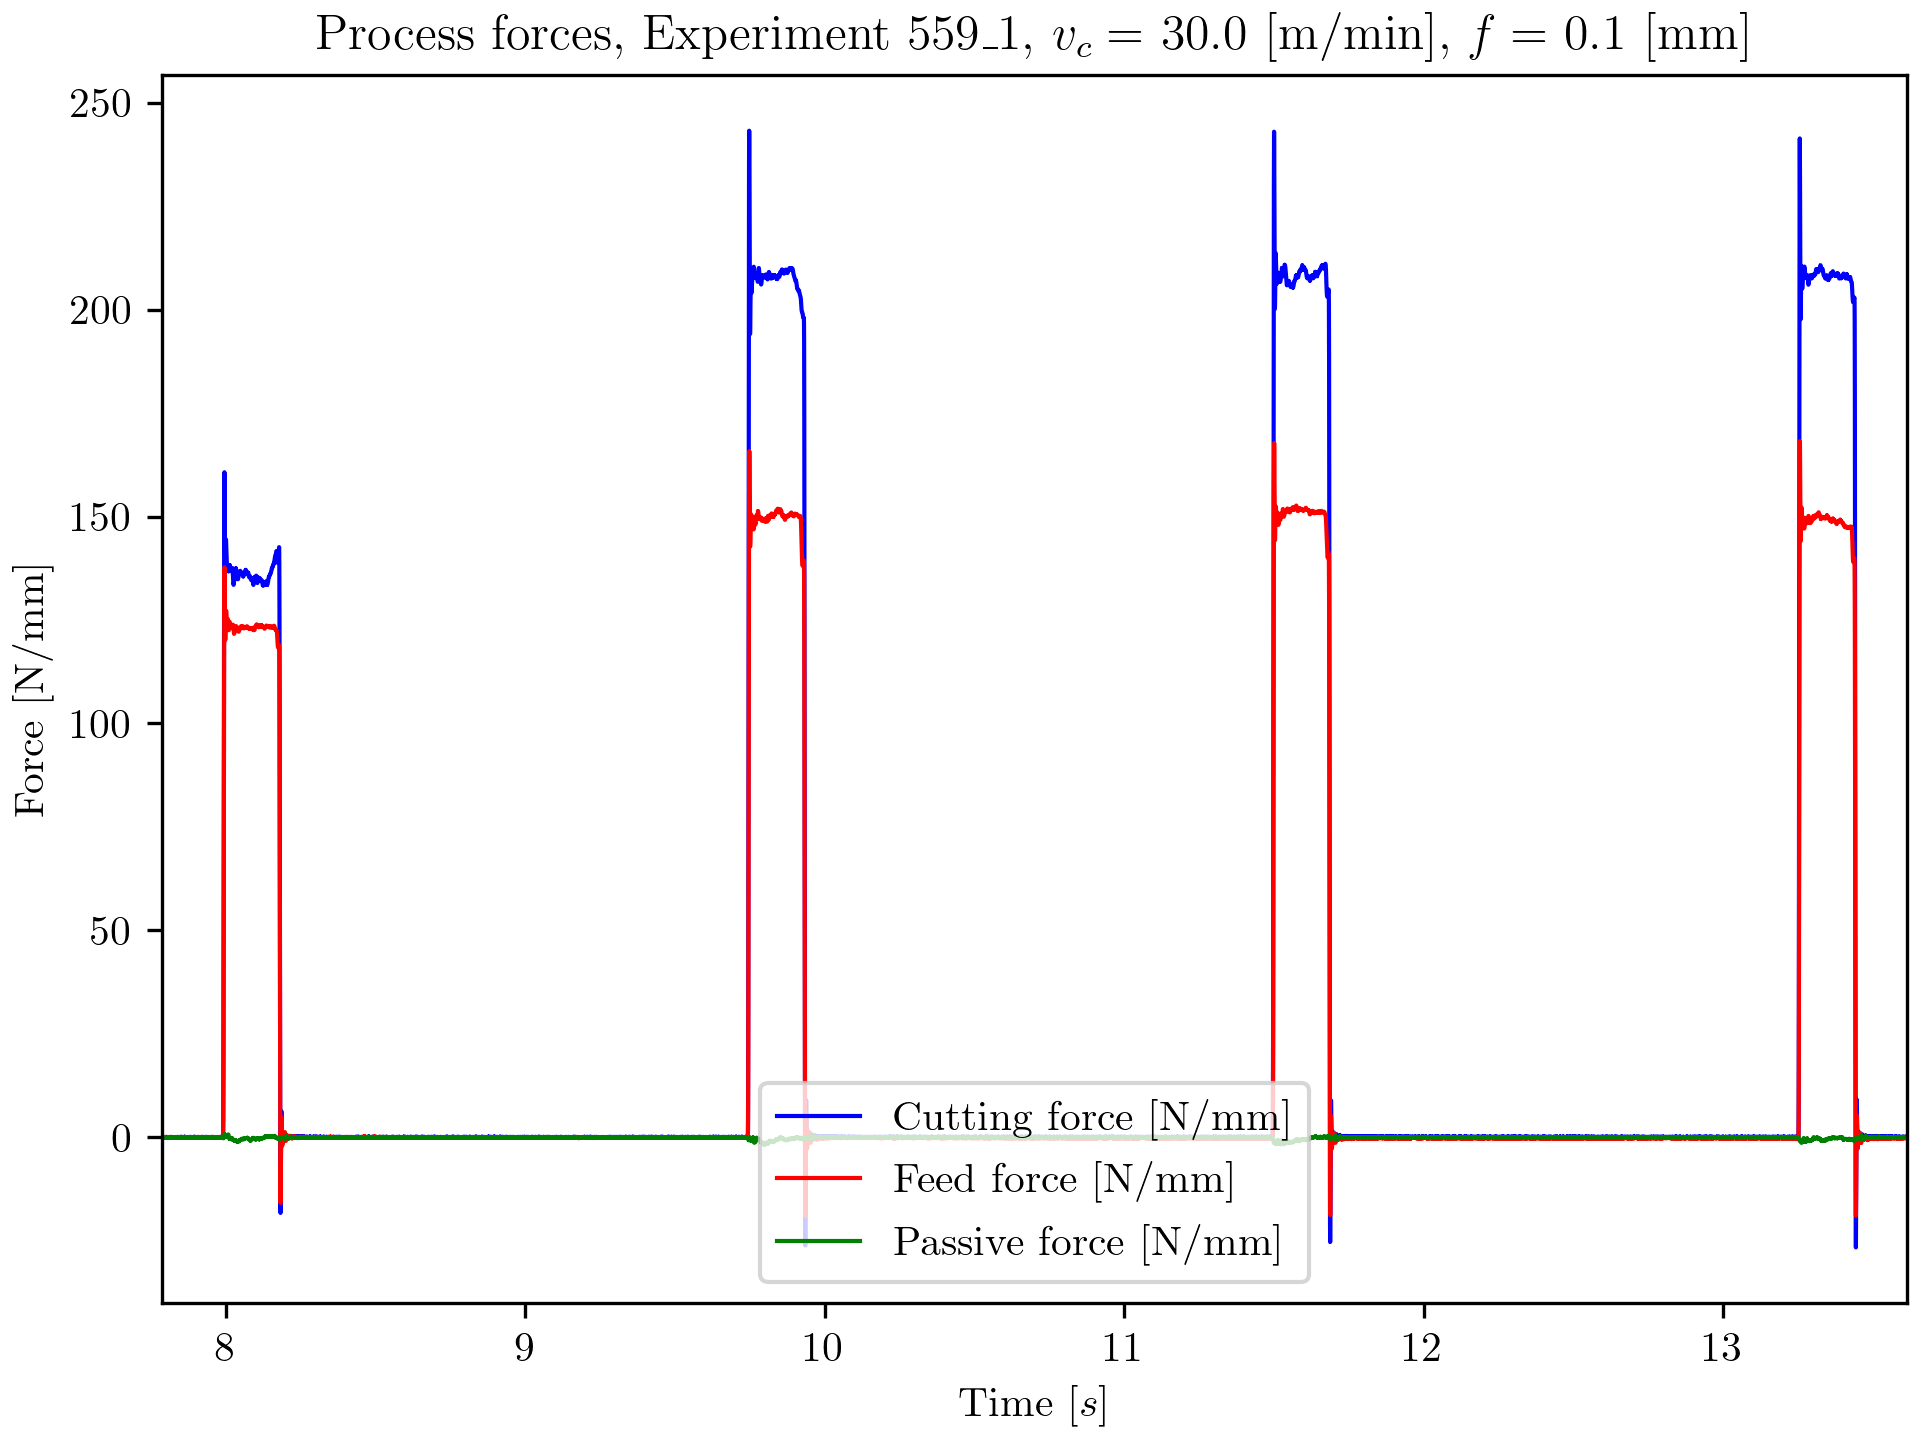 Process forces, Experiment 559_1, v_c = 30.0 [m/min], f = 0.1 [mm]
250
200
150
100
50
0
Force [N/mm]
Cutting force [N/mm]
Feed force [N/mm]
Passive force [N/mm]
8 9 10 11 12 13
Time [s]